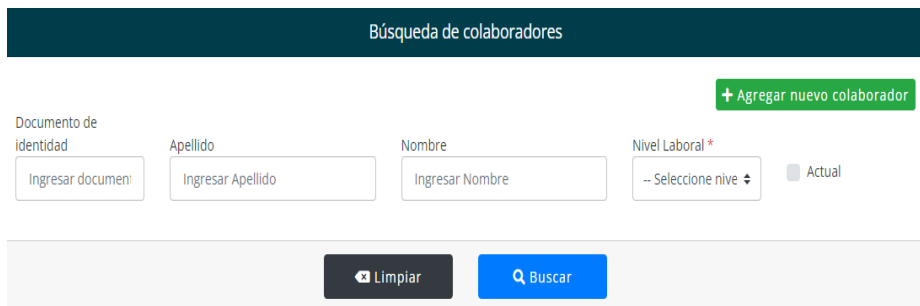 Búsqueda de colaboradores
+ Agregar nuevo colaborador
Documento de
identidad
Apellido
Nombre
Nivel Laboral *
Ingresar document
Ingresar Apellido
Ingresar Nombre
-- Seleccione nive
Actual
Limpiar
Buscar